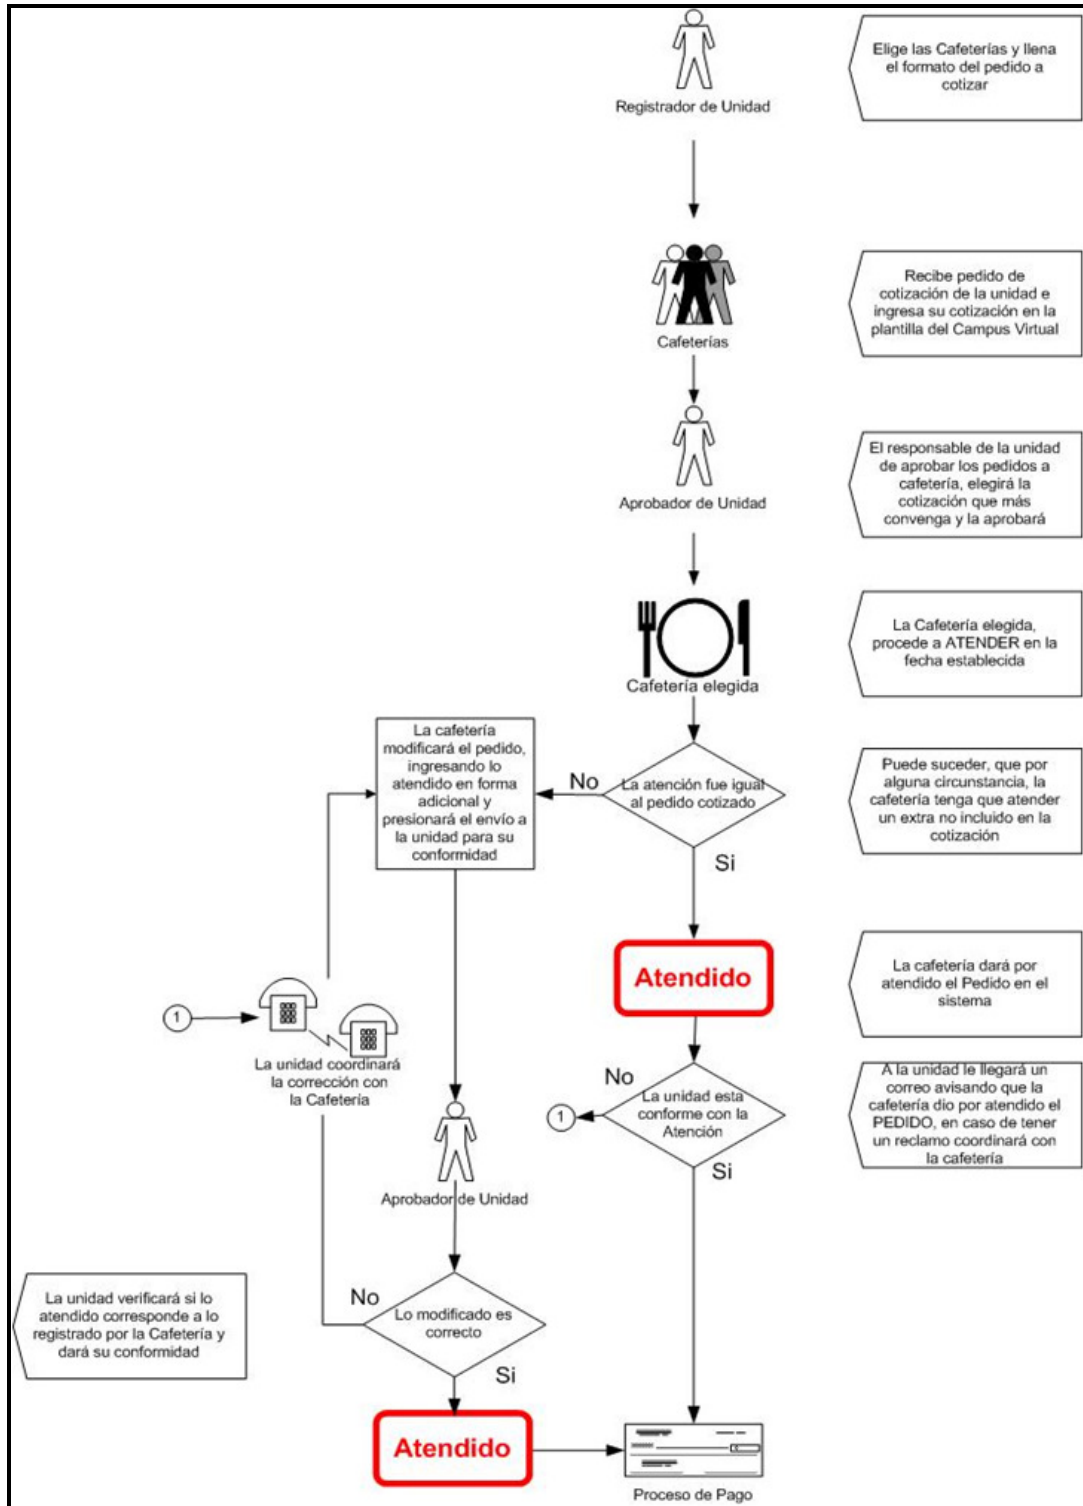 Elige las Cafeterías y llena
el formato del pedido a
cotizar
Registrador de Unidad
Recibe pedido de
cotización de la unidad e
ingresa su cotización en la
plantilla del Campus Virtual
Cafeterías
El responsable de la unidad
de aprobar los pedidos a
cafetería, elegirá la
cotización que más
convenga y la aprobará
Aprobador de Unidad
La Cafetería elegida,
procede a ATENDER en la
fecha establecida
Cafetería elegida
La cafetería
modificará el pedido,
ingresando lo
atendido en forma
adicional y
presionará el envío a
la unidad para su
conformidad
No
La atención fue igual
al pedido cotizado
Si
Puede suceder, que por
alguna circunstancia, la
cafetería tenga que atender
un extra no incluido en la
cotización
Atendido
La cafetería dará por
atendido el Pedido en el
sistema
1
La unidad coordinará
la corrección con
la Cafetería
No
La unidad esta
conforme con la
Atención
1
Si
A la unidad le llegará un
correo avisando que la
cafetería dio por atendido el
PEDIDO, en caso de tener
un reclamo coordinará con
la cafetería
Aprobador de Unidad
La unidad verificará si lo
atendido corresponde a lo
registrado por la Cafetería y
dará su conformidad
No
Lo modificado es
correcto
Si
Atendido
Proceso de Pago